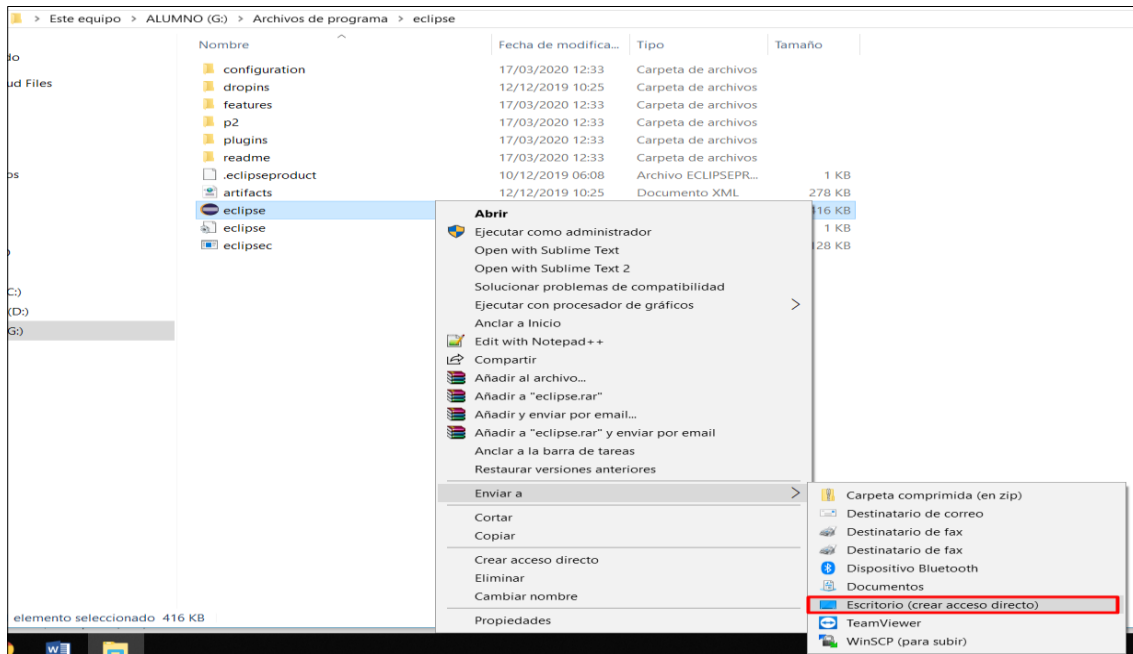 > Este equipo > ALUMNO (G:) > Archivos de programa > eclipse
Nombre Fecha de modifica... Tipo Tamaño
do
ud Files
os
C:)
(D:)
G:)
configuration 17/03/2020 12:33 Carpeta de archivos
dropins 12/12/2019 10:25 Carpeta de archivos
features 17/03/2020 12:33 Carpeta de archivos
p2 17/03/2020 12:33 Carpeta de archivos
plugins 17/03/2020 12:33 Carpeta de archivos
readme 17/03/2020 12:33 Carpeta de archivos
.eclipseproduct 10/12/2019 06:08 Archivo ECLIPSEPR... 1 KB
artifacts 12/12/2019 10:25 Documento XML 278 KB
eclipse 416 KB
eclipse 1 KB
eclipsec 128 KB
Abrir
Ejecutar como administrador
Open with Sublime Text
Open with Sublime Text 2
Solucionar problemas de compatibilidad
Ejecutar con procesador de gráficos >
Anclar a Inicio
Edit with Notepad++
Compartir
Añadir al archivo...
Añadir a "eclipse.rar"
Añadir y enviar por email...
Añadir a "eclipse.rar" y enviar por email
Anclar a la barra de tareas
Restaurar versiones anteriores
Enviar a >
Cortar
Copiar
Crear acceso directo
Eliminar
Cambiar nombre
Propiedades
Carpeta comprimida (en zip)
Destinatario de correo
Destinatario de fax
Destinatario de fax
Dispositivo Bluetooth
Documentos
Escritorio (crear acceso directo)
TeamViewer
WinSCP (para subir)
elemento seleccionado 416 KB